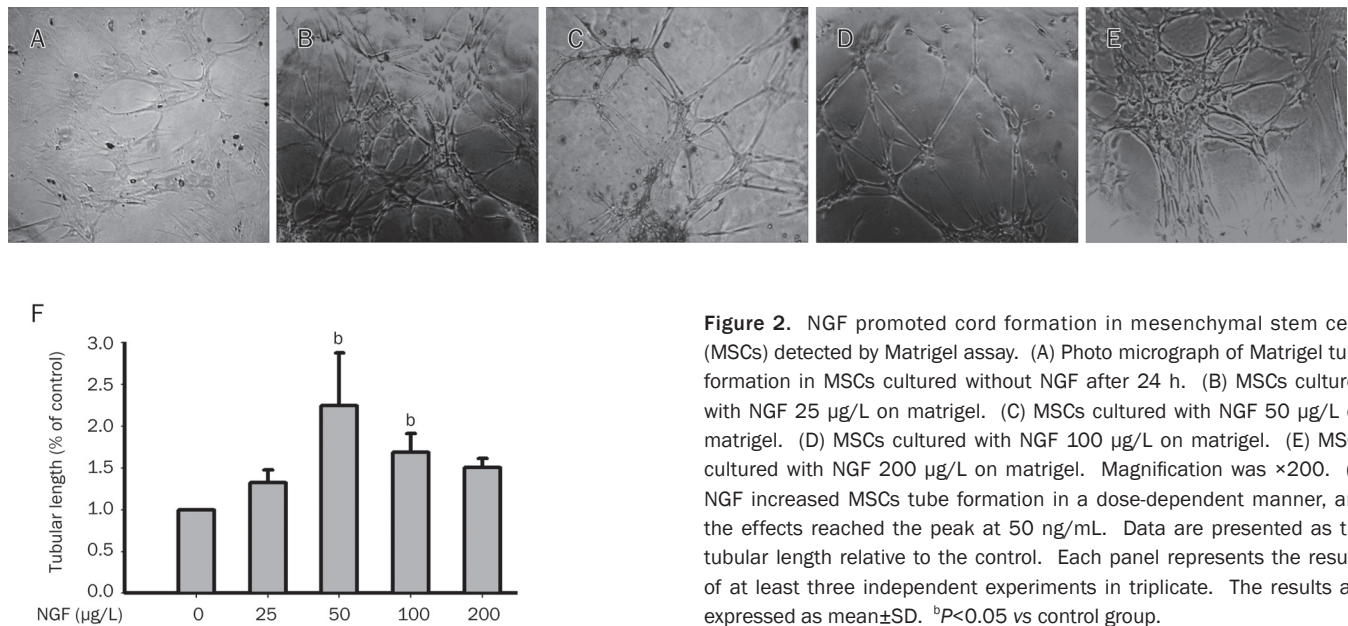 A
B
C
D
E
F
3.0
2.5
2.0
1.5
1.0
0.5
0.0
Tubular length (% of control)
b
b
NGF (µg/L)
0
25
50
100
200
Figure 2. NGF promoted cord formation in mesenchymal stem ce
(MSCs) detected by Matrigel assay. (A) Photo micrograph of Matrigel tu
formation in MSCs cultured without NGF after 24 h. (B) MSCs culture
with NGF 25 µg/L on matrigel. (C) MSCs cultured with NGF 50 µg/L
matrigel. (D) MSCs cultured with NGF 100 µg/L on matrigel. (E) MS
cultured with NGF 200 µg/L on matrigel. Magnification was ×200. (
NGF increased MSCs tube formation in a dose-dependent manner, a
the effects reached the peak at 50 ng/mL. Data are presented as t
tubular length relative to the control. Each panel represents the resu
of at least three independent experiments in triplicate. The results a
expressed as mean±SD. ᵇP<0.05 vs control group.